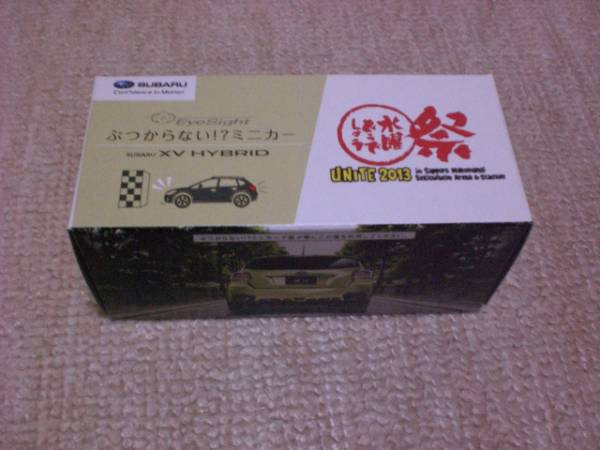 SUBARU
Confidence in Motion
EyeSight
ぶつからない!?ミニカー
SUBARU XV HYBRID
水曜
どうで
しょう
祭
UNITE 2013
in Sapporo Makomanai
Sekisuiheim Arena & Stadium